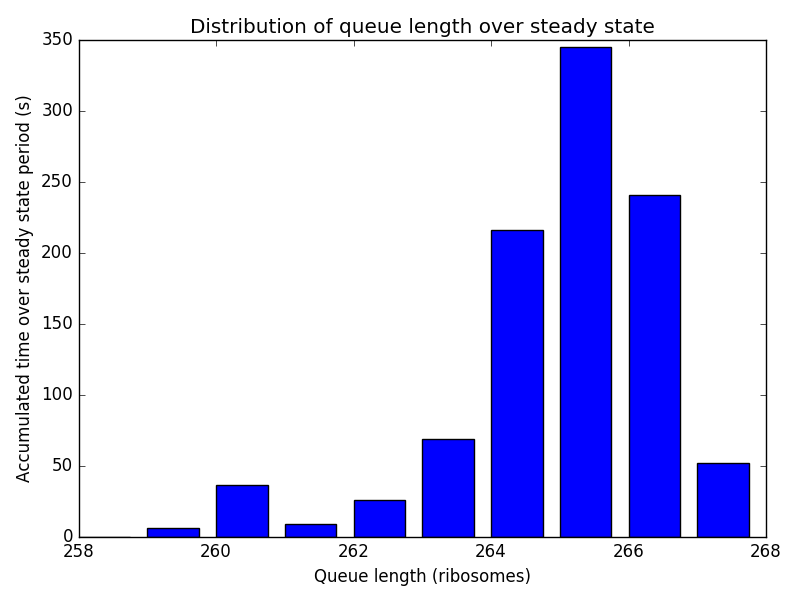 Distribution of queue length over steady state
Accumulated time over steady state period (s)
350
300
250
200
150
100
50
0
258 260 262 264 266 268
Queue length (ribosomes)